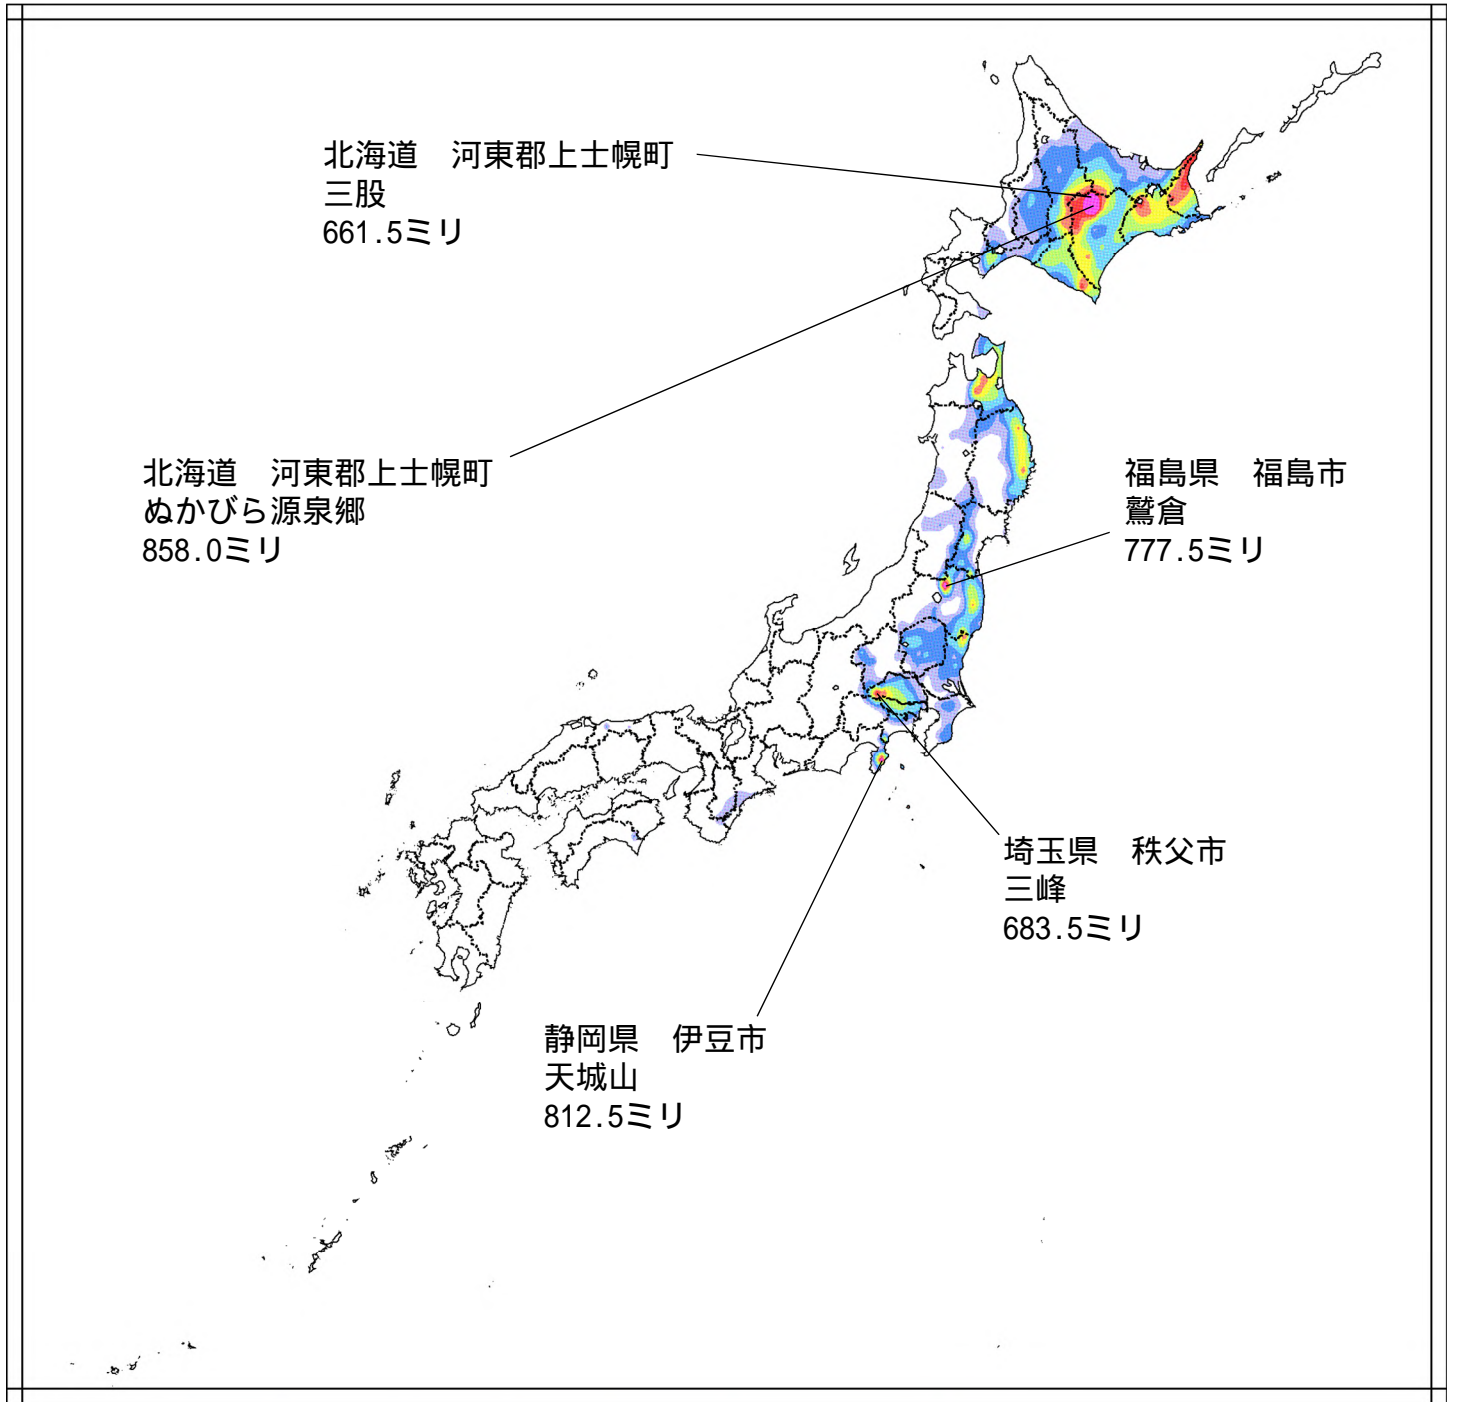 北海道　河東郡上士幌町
三股
661.5ミリ
北海道　河東郡上士幌町
ぬかびら源泉郷
858.0ミリ
福島県　福島市
鷲倉
777.5ミリ
埼玉県　秩父市
三峰
683.5ミリ
静岡県　伊豆市
天城山
812.5ミリ